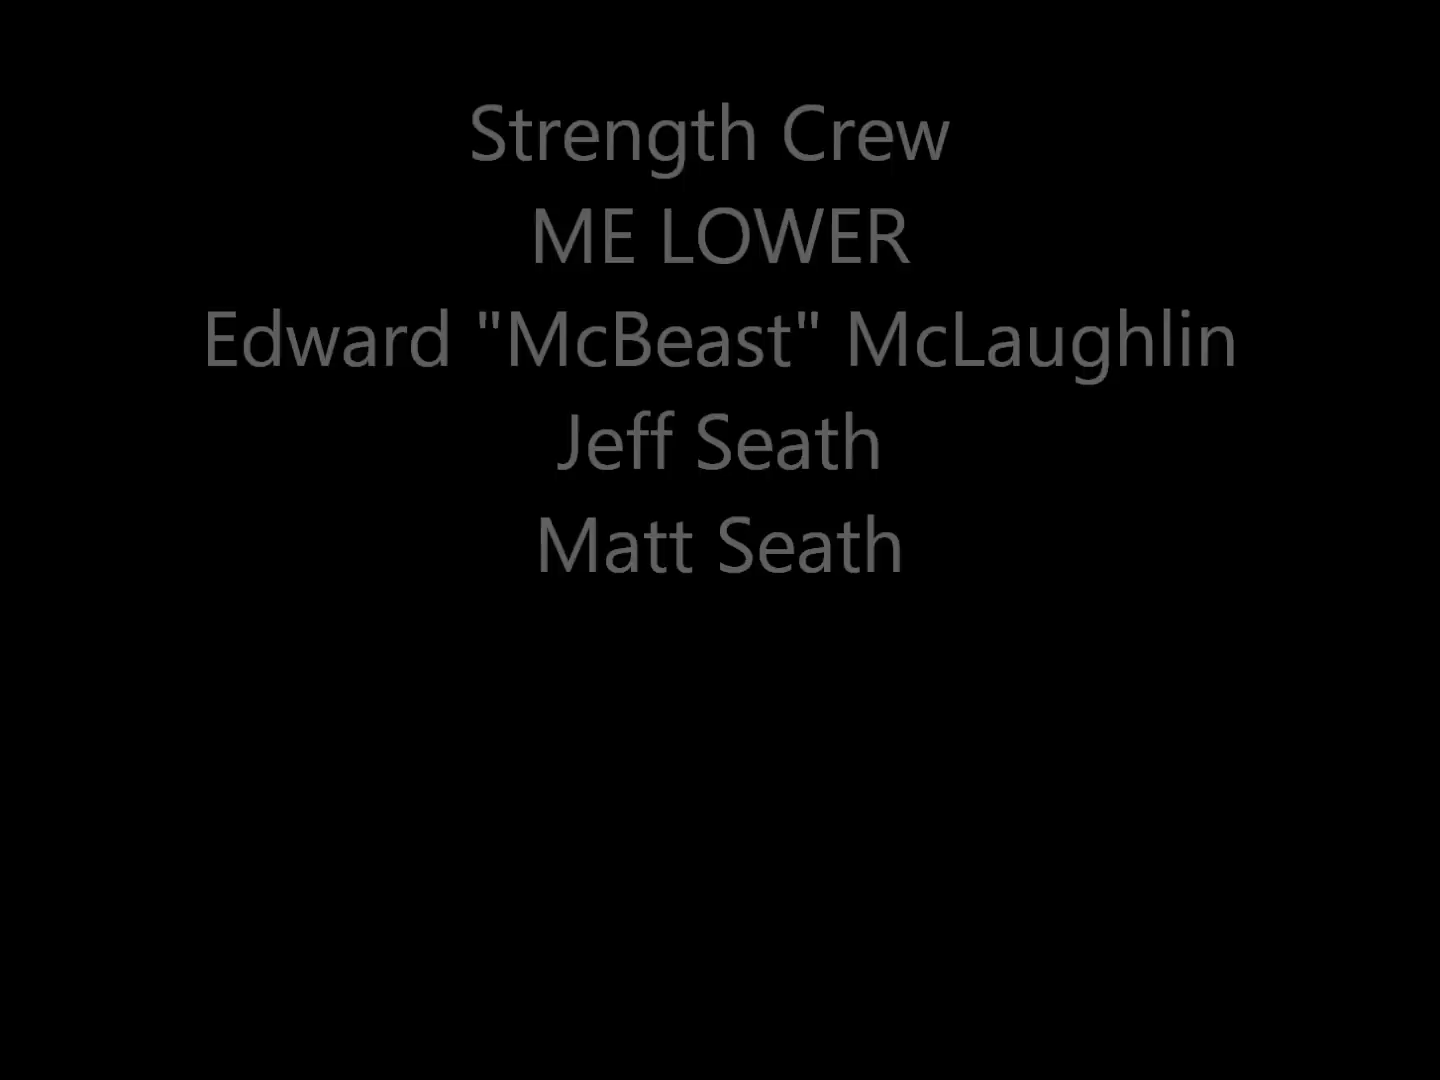 Strength Crew
ME LOWER
Edward "McBeast" McLaughlin
Jeff Seath
Matt Seath